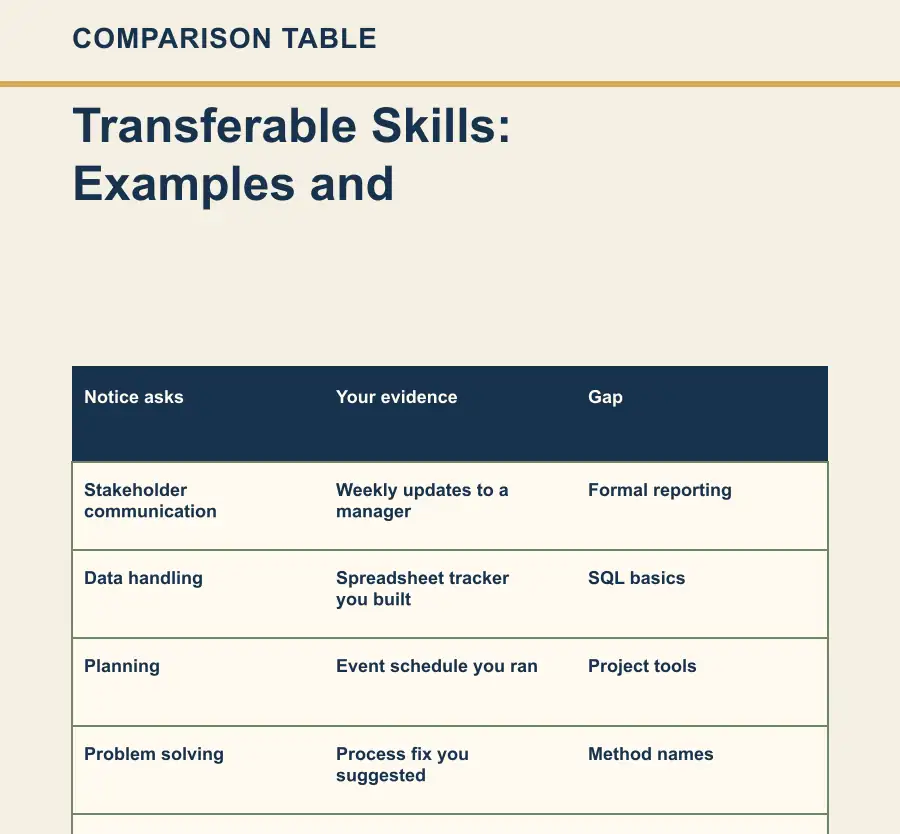 COMPARISON TABLE
Transferable Skills:
Examples and
Notice asks
Your evidence
Gap
Stakeholder
communication
Weekly updates to a
manager
Formal reporting
Data handling
Spreadsheet tracker
you built
SQL basics
Planning
Event schedule you ran
Project tools
Problem solving
Process fix you
suggested
Method names